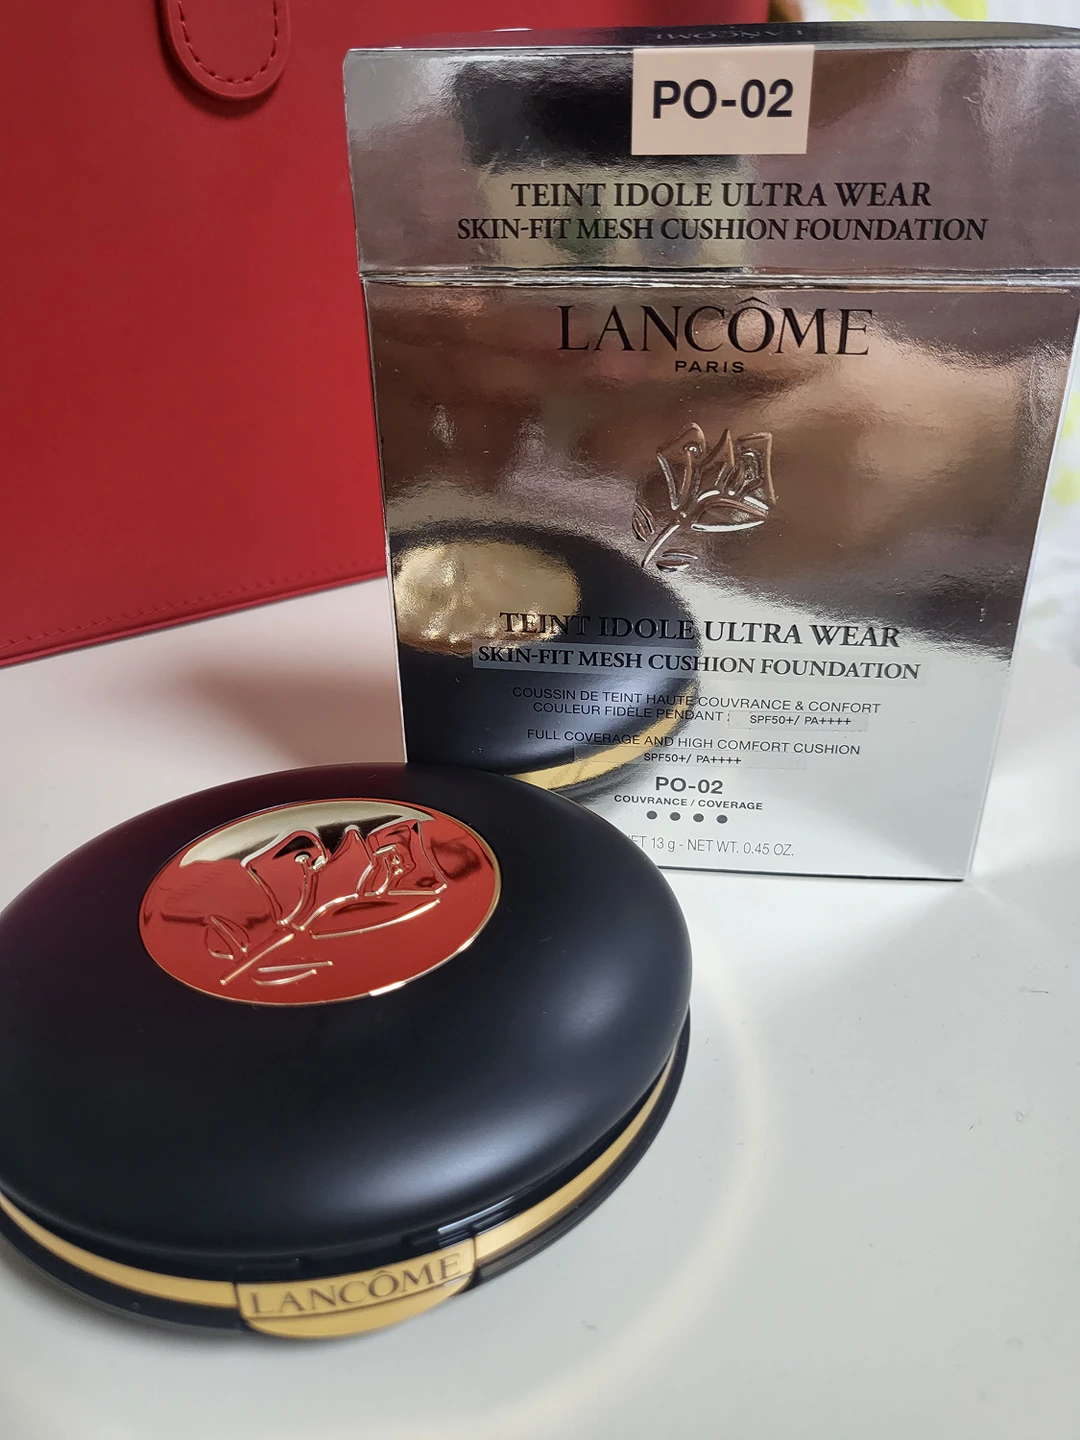 PO-02
TEINT IDOLE ULTRA WEAR
SKIN-FIT MESH CUSHION FOUNDATION
LANCÔME
PARIS
TEINT IDOLE ULTRA WEAR
SKIN-FIT MESH CUSHION FOUNDATION
COUSSIN DE TEINT HAUTE COUVRANCE & CONFORT
COULEUR FIDÈLE PENDANT SPF50+/ PA++++
FULL COVERAGE AND HIGH COMFORT CUSHION
SPF50+/ PA++++
PO-02
COUVRANCE / COVERAGE
13 g - NET WT. 0.45 OZ.
LANCÔME